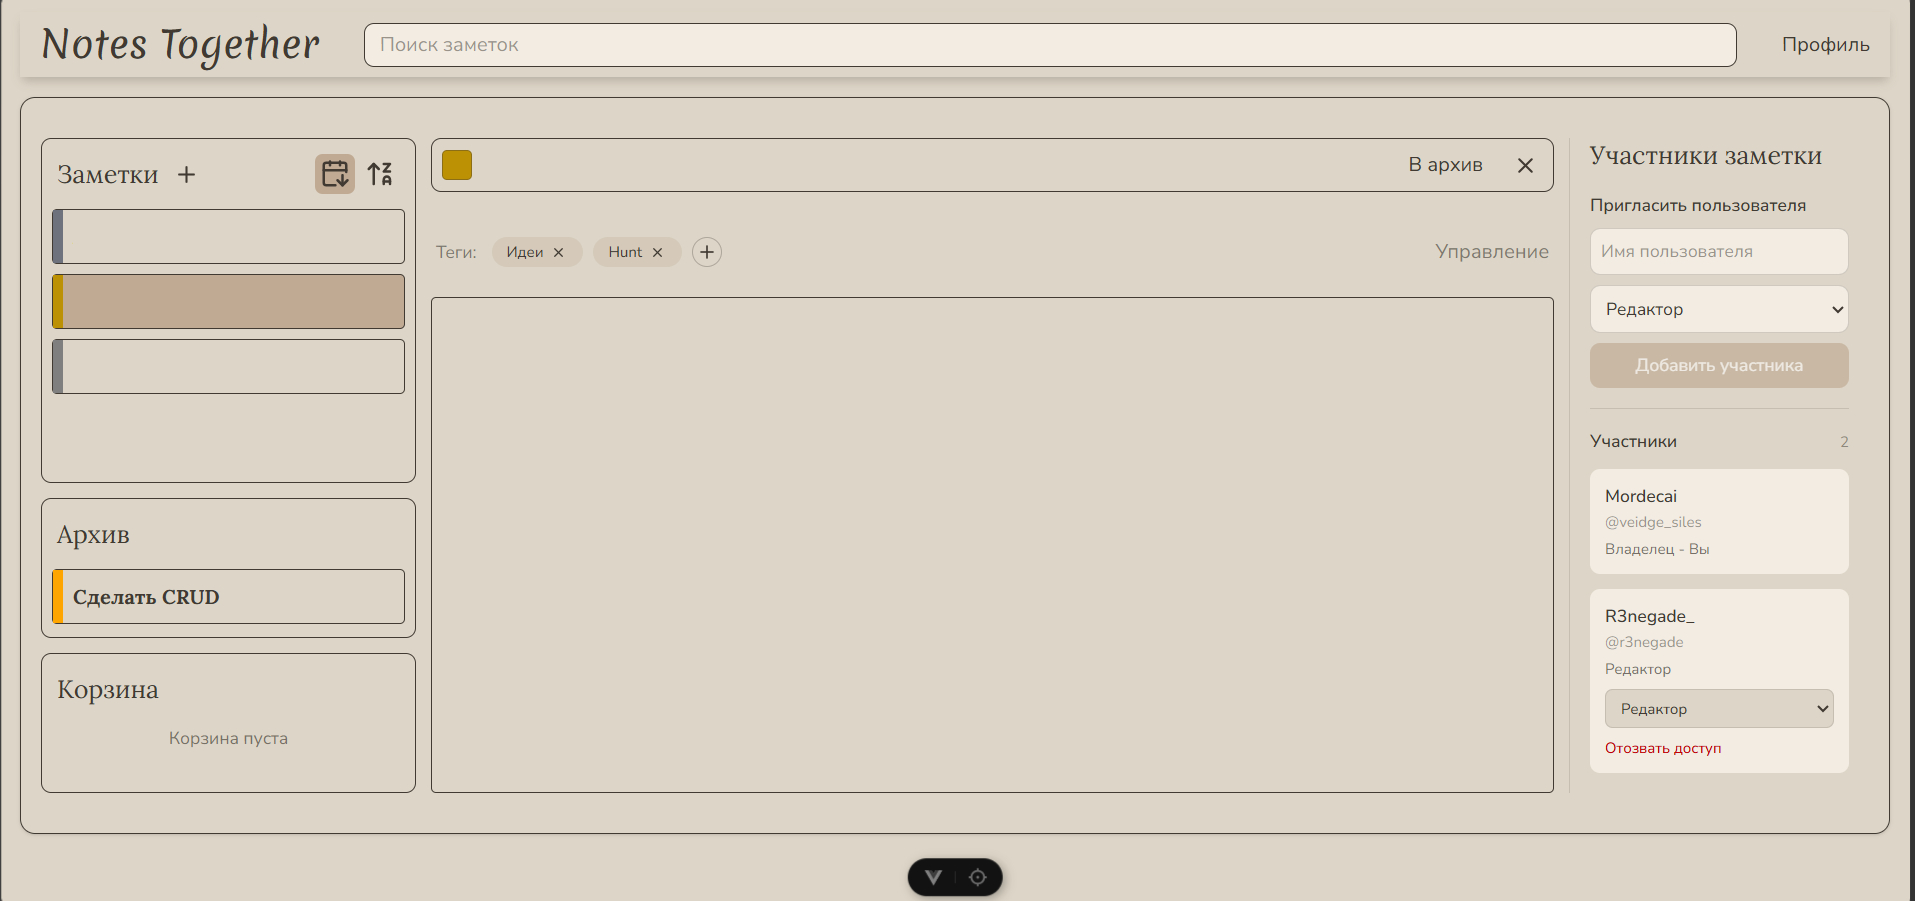 Notes Together
Поиск заметок
Профиль
Заметки
Архив
Сделать CRUD
Корзина
Корзина пуста
В архив
Теги: Идеи Hunt
Управление
Участники заметки
Пригласить пользователя
Имя пользователя
Редактор
Добавить участника
Участники 2
Mordecai
@veidge_siles
Владелец - Вы
R3negade_
@r3negade
Редактор
Редактор
Отозвать доступ